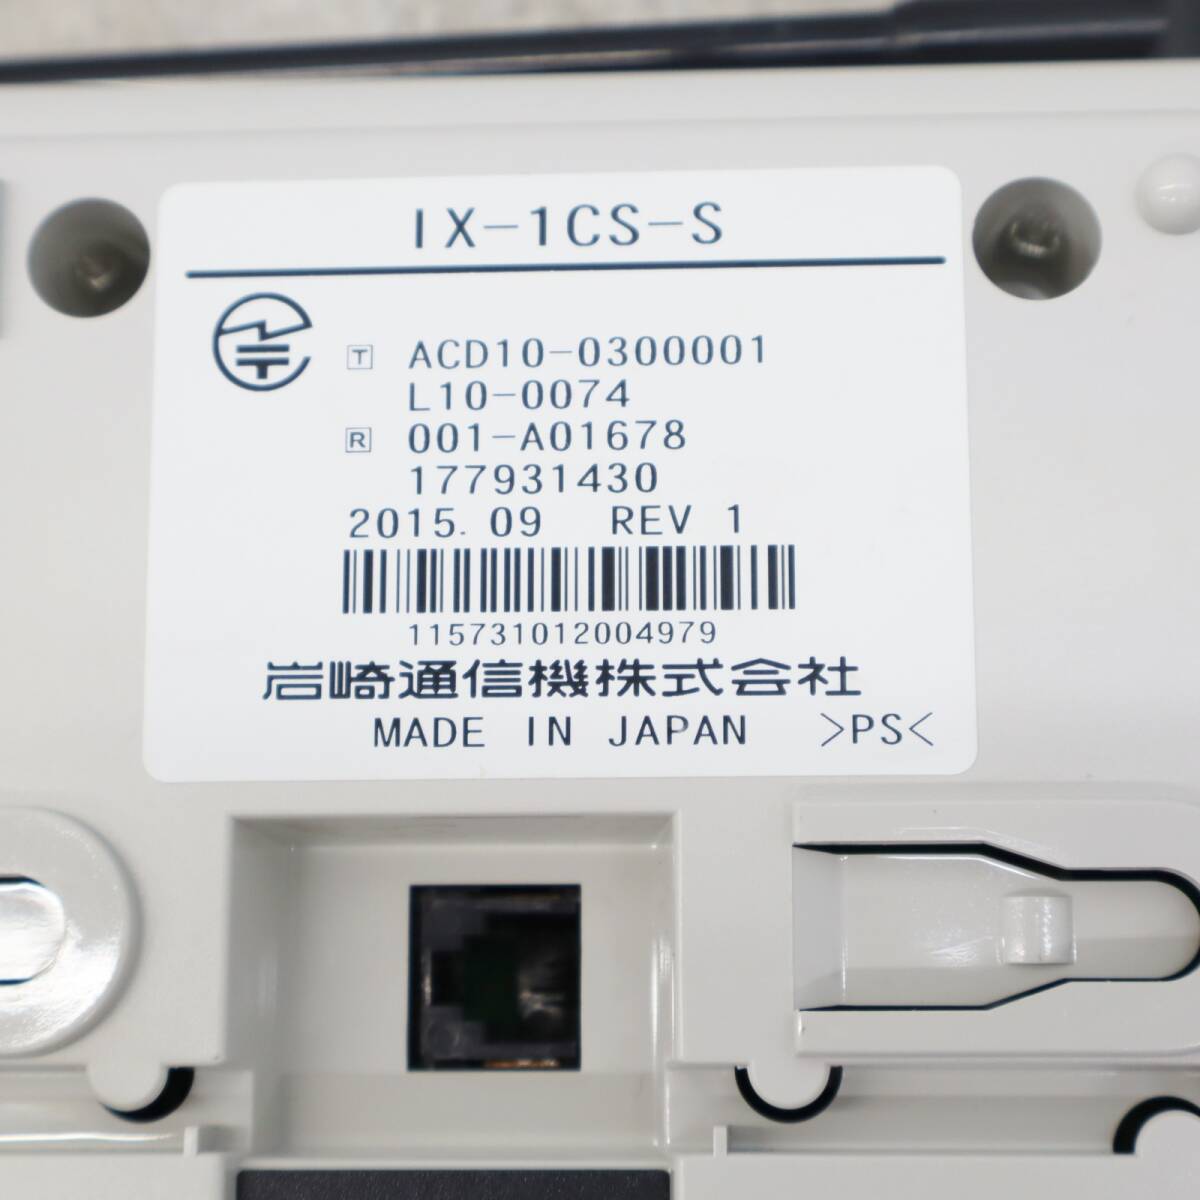 IX-1CS-S
T ACD10-0300001
L10-0074
R 001-A01678
177931430
2015.09 REV 1
115731012004979
岩崎通信機株式会社
MADE IN JAPAN >PS<